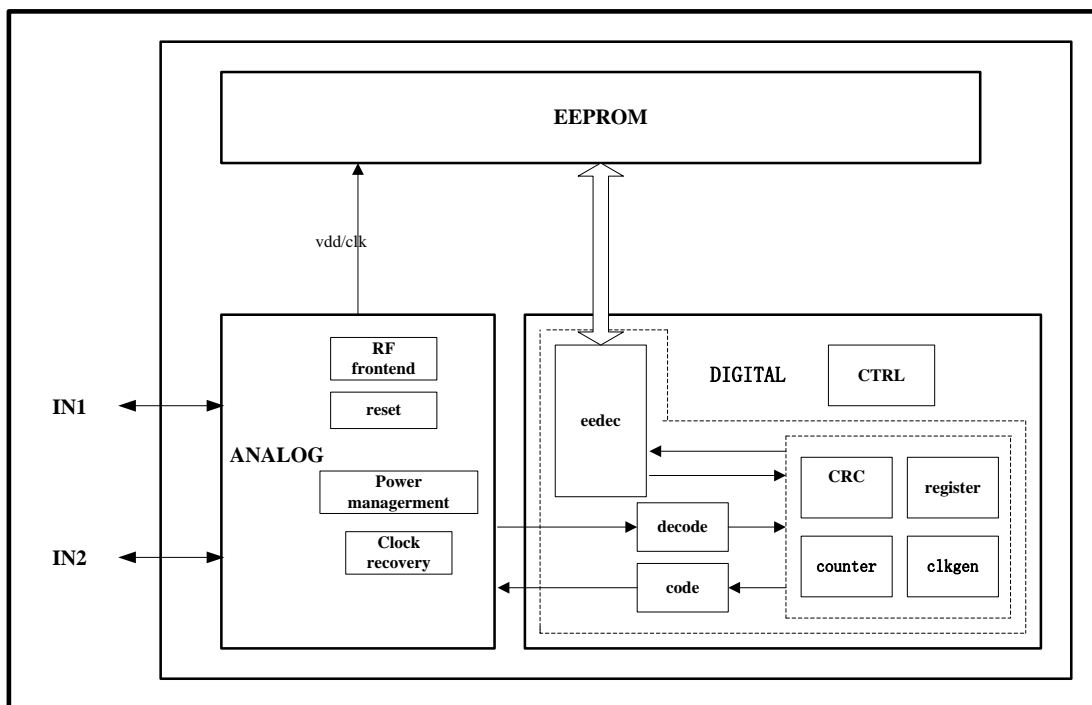 EEPROM
vdd/clk
RF
frontend
reset
ANALOG
Power
managerment
Clock
recovery
IN1
IN2
DIGITAL
CTRL
eedec
CRC
register
decode
counter
clkgen
code